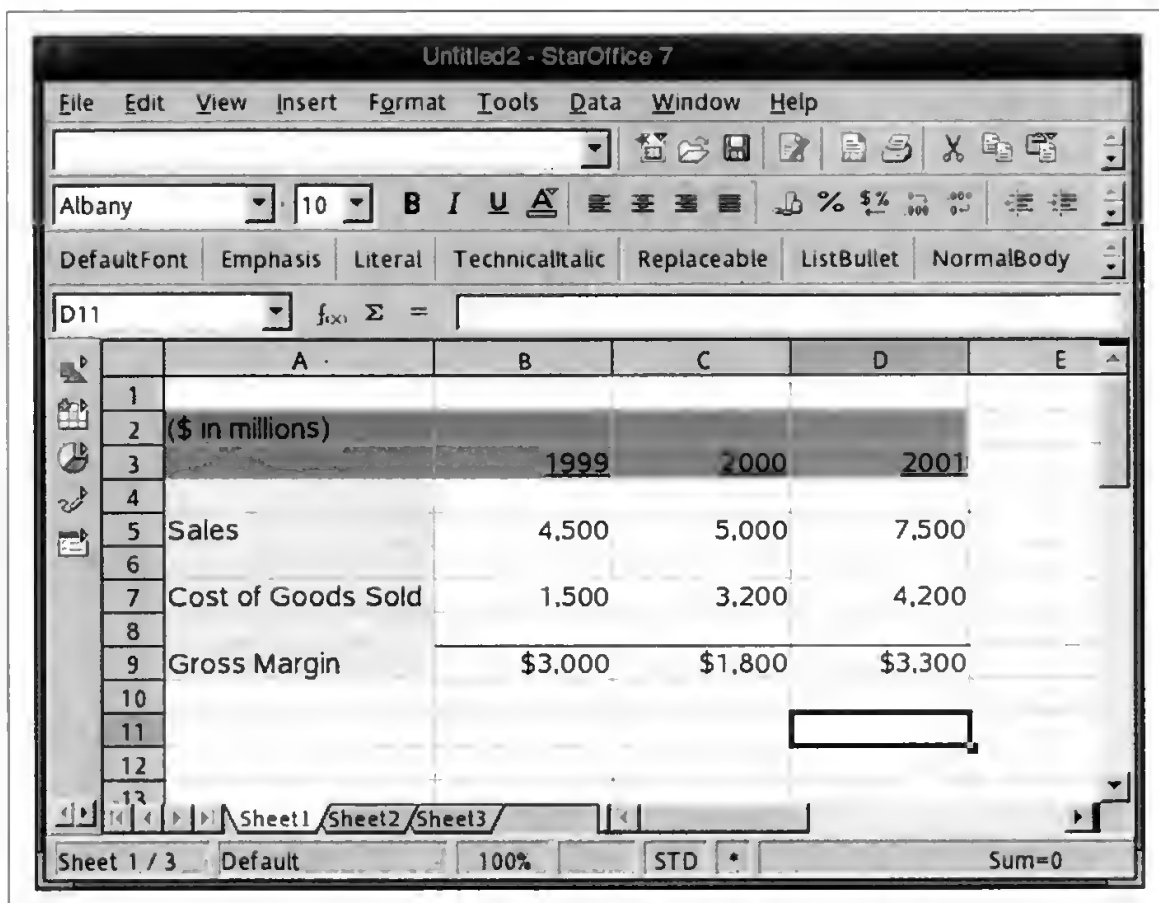 Untitled2 - StarOffice 7
File Edit View Insert Format Tools Data Window Help
Albany 10 B I U A % $%
DefaultFont Emphasis Literal TechnicalItalic Replaceable ListBullet NormalBody
D11 f(x) Σ =
A B C D E
1
2 ($ in millions)
3 1999 2000 2001
4
5 Sales 4,500 5,000 7,500
6
7 Cost of Goods Sold 1,500 3,200 4,200
8
9 Gross Margin $3,000 $1,800 $3,300
10
11
12
13
Sheet1 Sheet2 Sheet3
Sheet 1 / 3 Default 100% STD * Sum=0